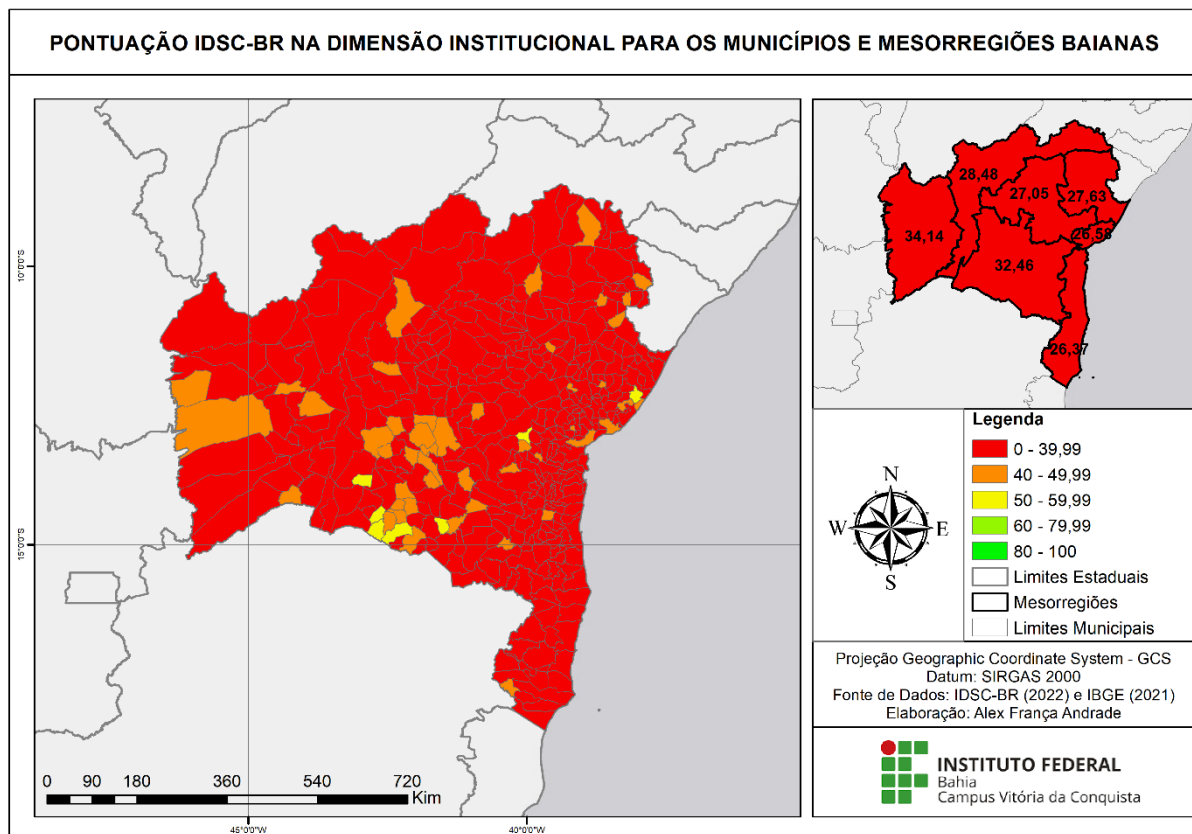 PONTUAÇÃO IDSC-BR NA DIMENSÃO INSTITUCIONAL PARA OS MUNICÍPIOS E MESORREGIÕES BAIANAS
10°0'0"S
15°0'0"S
45°0'0"W
40°0'0"W
0 90 180 360 540 720
Kim
28,48
27,05
27,63
34,14
26,58
32,46
26,37
Legenda
0 - 39,99
40 - 49,99
50 - 59,99
60 - 79,99
80 - 100
Limites Estaduais
Mesorregiões
Limites Municipais
N
W E
S
Projeção Geographic Coordinate System - GCS
Datum: SIRGAS 2000
Fonte de Dados: IDSC-BR (2022) e IBGE (2021)
Elaboração: Alex França Andrade
INSTITUTO FEDERAL
Bahia
Campus Vitória da Conquista